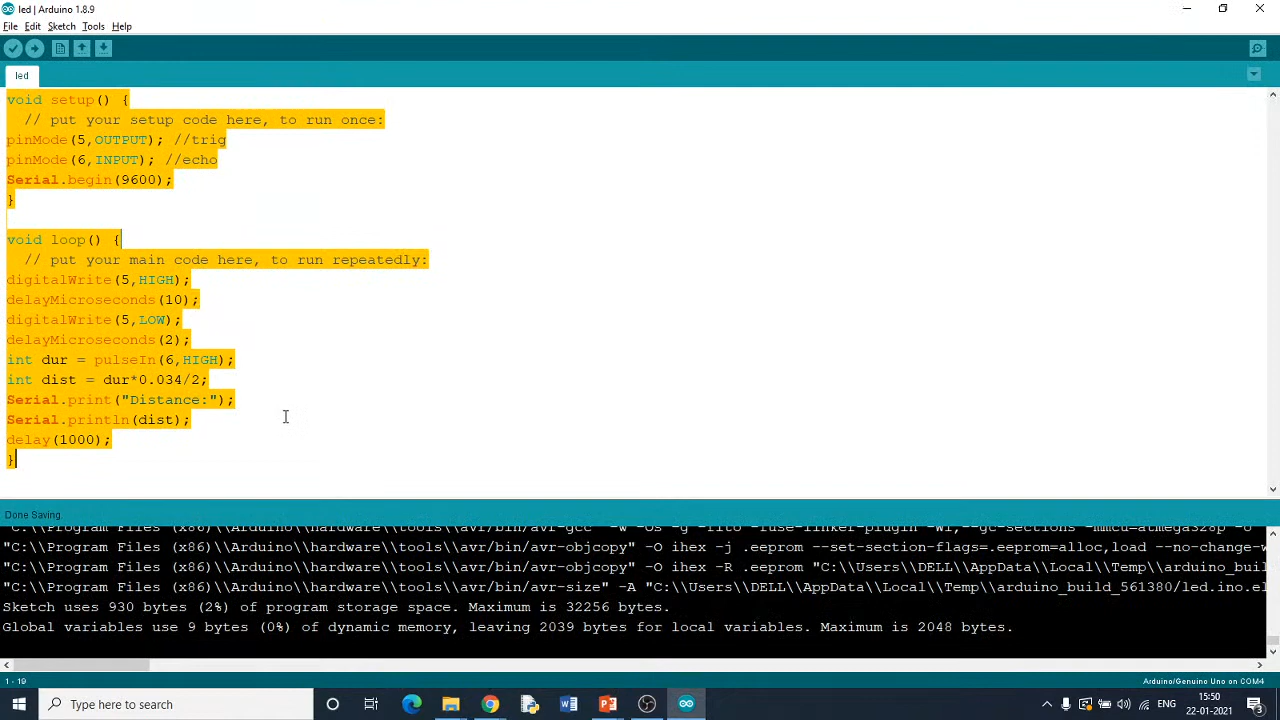 led | Arduino 1.8.9
File Edit Sketch Tools Help
led
void setup() {
// put your setup code here, to run once:
pinMode(5,OUTPUT); //trig
pinMode(6,INPUT); //echo
Serial.begin(9600);
}
void loop() {
// put your main code here, to run repeatedly:
digitalWrite(5,HIGH);
delayMicroseconds(10);
digitalWrite(5,LOW);
delayMicroseconds(2);
int dur = pulseIn(6,HIGH);
int dist = dur*0.034/2;
Serial.print("Distance:");
Serial.println(dist);
delay(1000);
}
Done Saving.
"C:\\Program Files (x86)\\Arduino\\hardware\\tools\\avr/bin/avr-gcc" -w -Os -g -flto -fuse-linker-plugin -Wl,--gc-sections -mmcu=atmega328p -o
"C:\\Program Files (x86)\\Arduino\\hardware\\tools\\avr/bin/avr-objcopy" -O ihex -j .eeprom --set-section-flags=.eeprom=alloc,load --no-change-w
"C:\\Program Files (x86)\\Arduino\\hardware\\tools\\avr/bin/avr-objcopy" -O ihex -R .eeprom "C:\\Users\\DELL\\AppData\\Local\\Temp\\arduino_buil
"C:\\Program Files (x86)\\Arduino\\hardware\\tools\\avr/bin/avr-size" -A "C:\\Users\\DELL\\AppData\\Local\\Temp\\arduino_build_561380/led.ino.el
Sketch uses 930 bytes (2%) of program storage space. Maximum is 32256 bytes.
Global variables use 9 bytes (0%) of dynamic memory, leaving 2039 bytes for local variables. Maximum is 2048 bytes.
1 - 19 Arduino/Genuino Uno on COM4
Type here to search ENG 15:50
22-01-2021 3